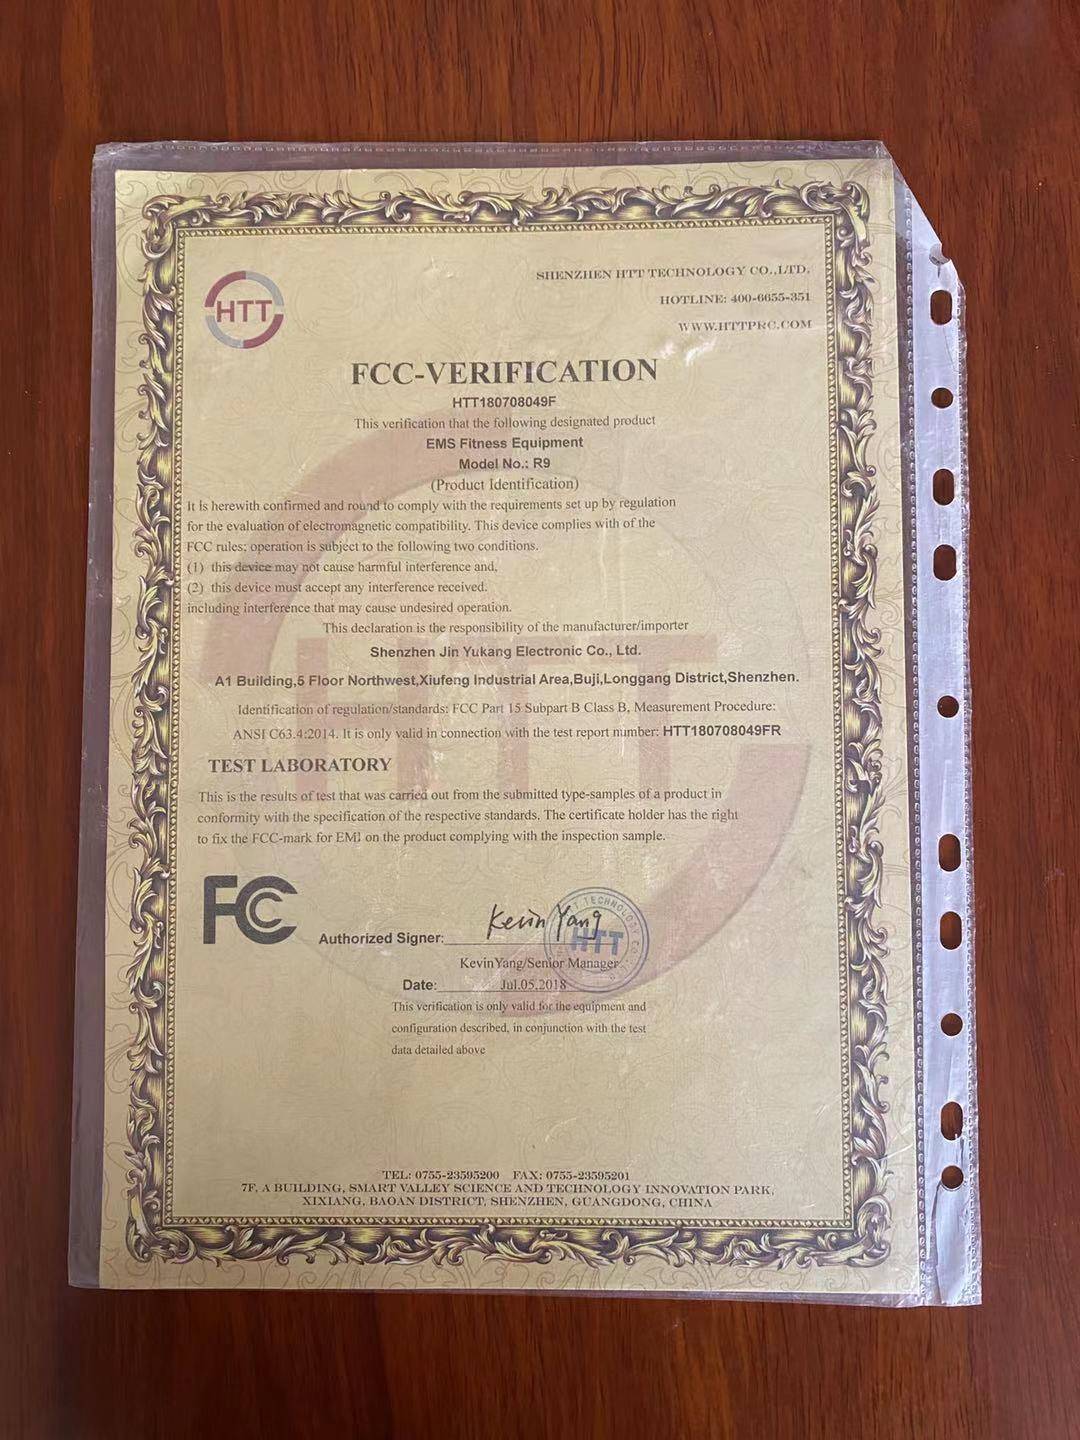 HTT
SHENZHEN HTT TECHNOLOGY CO.,LTD.
HOTLINE: 400-6655-351
WWW.HTTPRC.COM
FCC-VERIFICATION
HTT180708049F
This verification that the following designated product
EMS Fitness Equipment
Model No.: R9
(Product Identification)
It is herewith confirmed and round to comply with the requirements set up by regulation
for the evaluation of electromagnetic compatibility. This device complies with of the
FCC rules: operation is subject to the following two conditions.
(1) this device may not cause harmful interference and,
(2) this device must accept any interference received.
including interference that may cause undesired operation.
This declaration is the responsibility of the manufacturer/importer
Shenzhen Jin Yukang Electronic Co., Ltd.
A1 Building,5 Floor Northwest,Xiufeng Industrial Area,Buji,Longgang District,Shenzhen.
Identification of regulation/standards: FCC Part 15 Subpart B Class B, Measurement Procedure:
ANSI C63.4:2014. It is only valid in connection with the test report number: HTT180708049FR
HTT
TEST LABORATORY
This is the results of test that was carried out from the submitted type-samples of a product in
conformity with the specification of the respective standards. The certificate holder has the right
to fix the FCC-mark for EMI on the product complying with the inspection sample.
FC
Authorized Signer: Kevin Yang
HTT TECHNOLOGY CO
HTT
KevinYang/Senior Manager
Date: Jul.05,2018
This verification is only valid for the equipment and
configuration described, in conjunction with the test
data detailed above
TEL: 0755-23595200 FAX: 0755-23595201
7F, A BUILDING, SMART VALLEY SCIENCE AND TECHNOLOGY INNOVATION PARK,
XIXIANG, BAOAN DISTRICT, SHENZHEN, GUANGDONG, CHINA